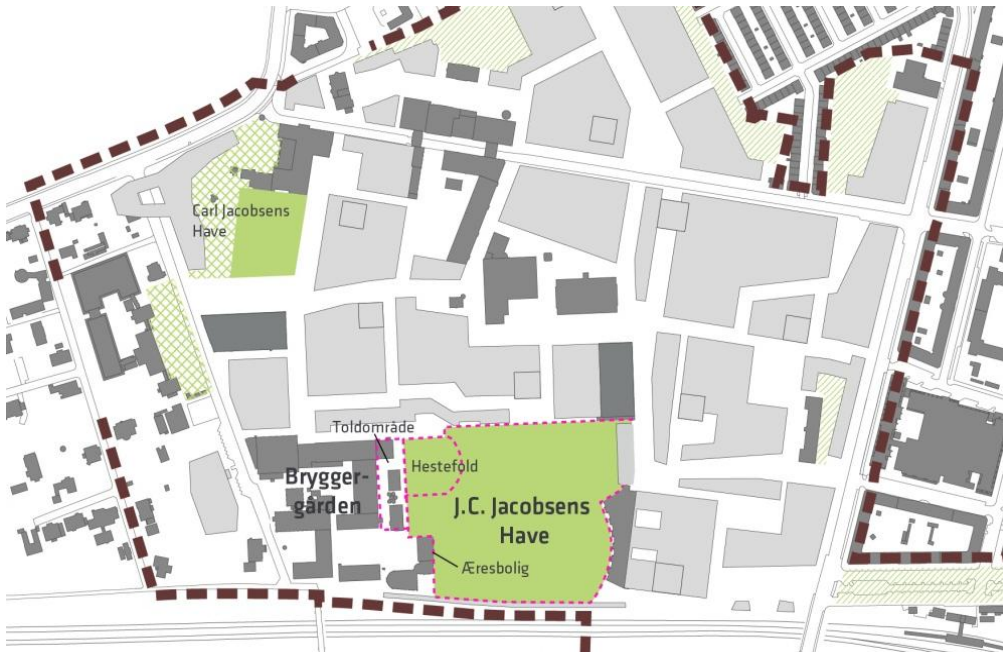 Carl Jacobsens
Have
Toldområde
Hestefold
Brygger-
gården
J.C. Jacobsens
Have
Æresbolig